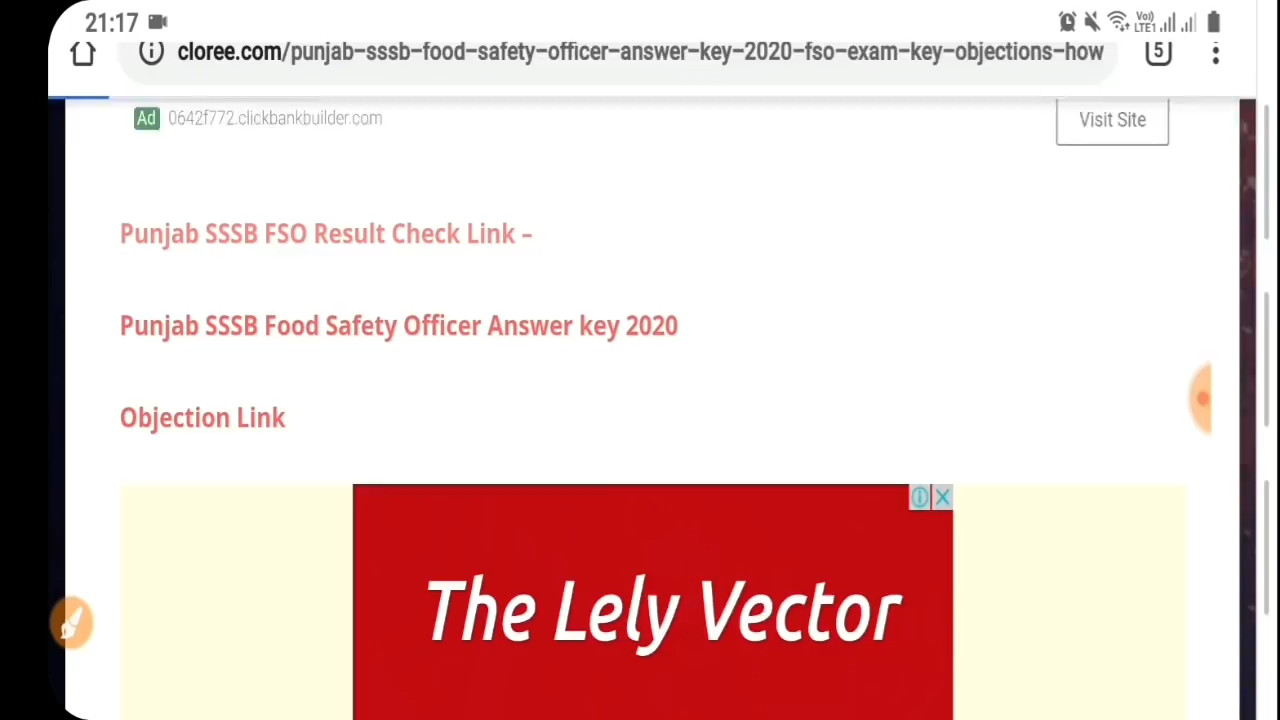 21:17
Vo)
LTE1
cloree.com/punjab-sssb-food-safety-officer-answer-key-2020-fso-exam-key-objections-how
5
Ad 0642f772.clickbankbuilder.com
Visit Site
Punjab SSSB FSO Result Check Link –
Punjab SSSB Food Safety Officer Answer key 2020
Objection Link
The Lely Vector